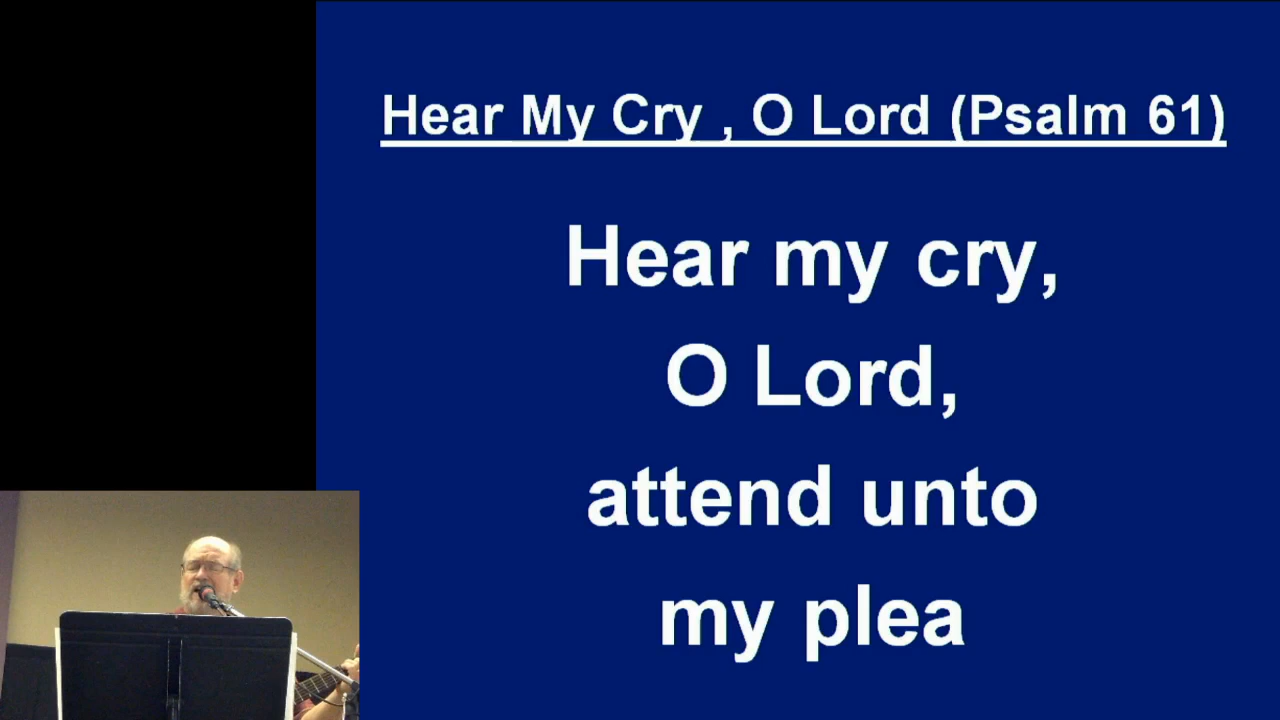 Hear My Cry , O Lord (Psalm 61)
Hear my cry,
O Lord,
attend unto
my plea